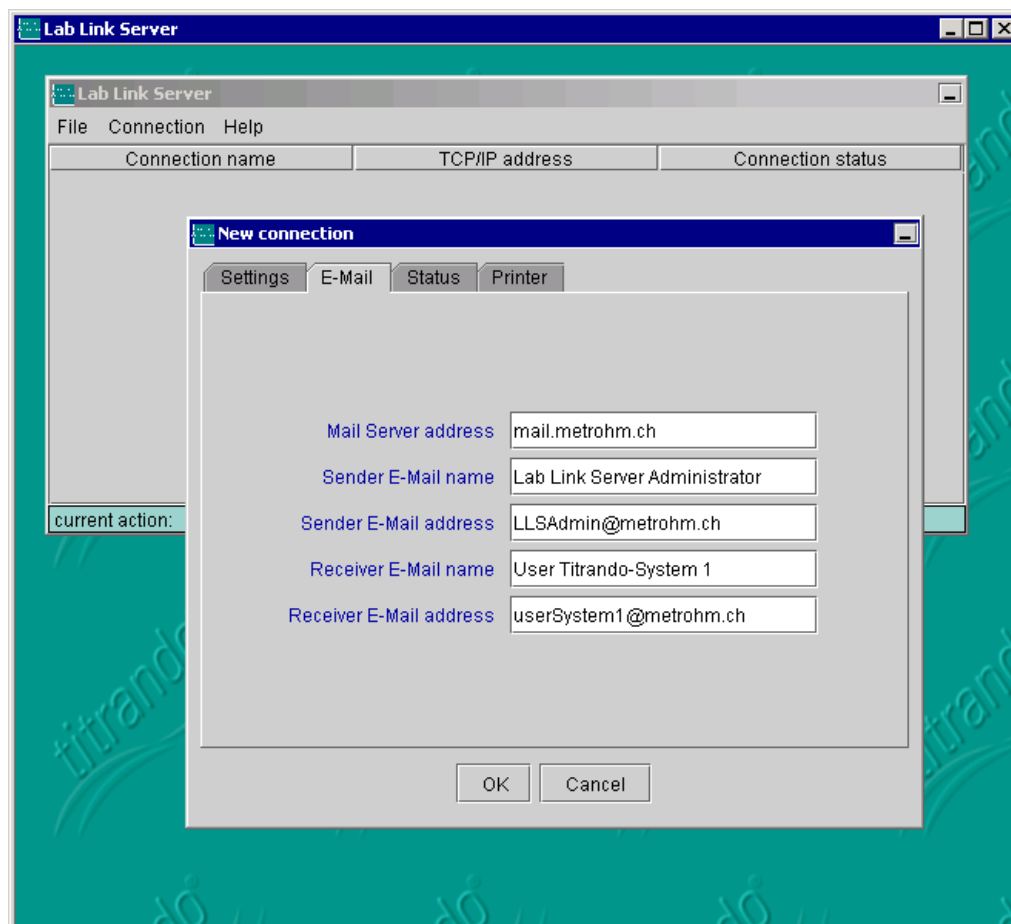 Lab Link Server
Lab Link Server
File Connection Help
Connection name TCP/IP address Connection status
New connection
Settings E-Mail Status Printer
Mail Server address mail.metrohm.ch
Sender E-Mail name Lab Link Server Administrator
Sender E-Mail address LLSAdmin@metrohm.ch
Receiver E-Mail name User Titrando-System 1
Receiver E-Mail address userSystem1@metrohm.ch
current action:
OK Cancel
titrando